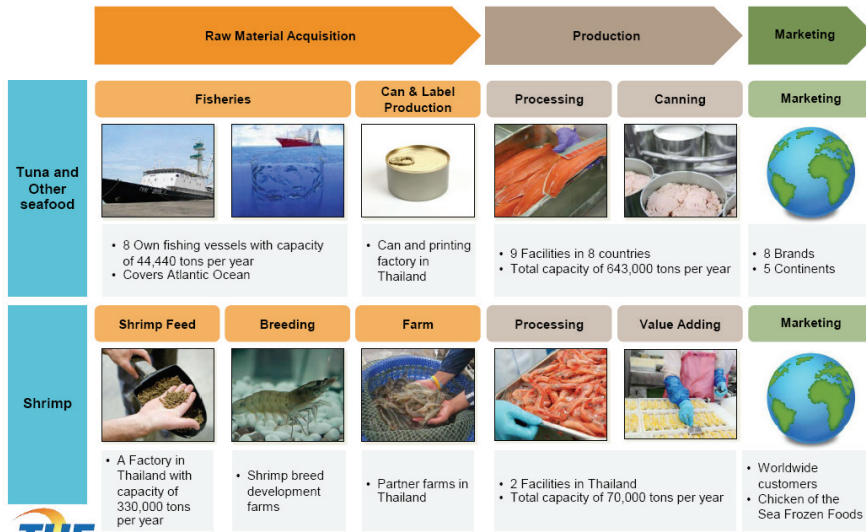 Raw Material Acquisition
Production
Marketing
Tuna and
Other
seafood
Fisheries
Can & Label
Production
Processing
Canning
Marketing
• 8 Own fishing vessels with capacity
of 44,440 tons per year
• Covers Atlantic Ocean
• Can and printing
factory in
Thailand
• 9 Facilities in 8 countries
• Total capacity of 643,000 tons per year
• 8 Brands
• 5 Continents
Shrimp
Shrimp Feed
Breeding
Farm
Processing
Value Adding
Marketing
• A Factory in
Thailand with
capacity of
330,000 tons
per year
• Shrimp breed
development
farms
• Partner farms in
Thailand
• 2 Facilities in Thailand
• Total capacity of 70,000 tons per year
• Worldwide
customers
• Chicken of the
Sea Frozen Foods